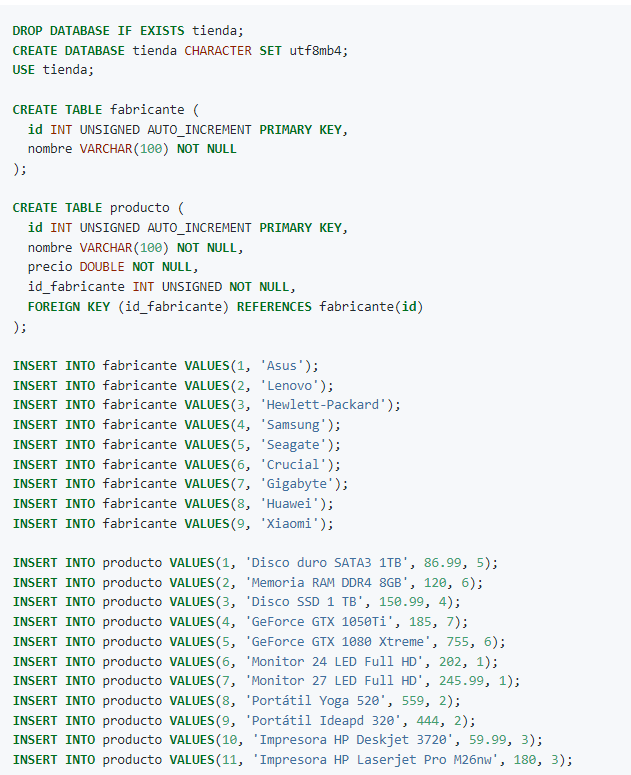 DROP DATABASE IF EXISTS tienda;
CREATE DATABASE tienda CHARACTER SET utf8mb4;
USE tienda;
CREATE TABLE fabricante (
id INT UNSIGNED AUTO_INCREMENT PRIMARY KEY,
nombre VARCHAR(100) NOT NULL
);
CREATE TABLE producto (
id INT UNSIGNED AUTO_INCREMENT PRIMARY KEY,
nombre VARCHAR(100) NOT NULL,
precio DOUBLE NOT NULL,
id_fabricante INT UNSIGNED NOT NULL,
FOREIGN KEY (id_fabricante) REFERENCES fabricante(id)
);
INSERT INTO fabricante VALUES(1, 'Asus');
INSERT INTO fabricante VALUES(2, 'Lenovo');
INSERT INTO fabricante VALUES(3, 'Hewlett-Packard');
INSERT INTO fabricante VALUES(4, 'Samsung');
INSERT INTO fabricante VALUES(5, 'Seagate');
INSERT INTO fabricante VALUES(6, 'Crucial');
INSERT INTO fabricante VALUES(7, 'Gigabyte');
INSERT INTO fabricante VALUES(8, 'Huawei');
INSERT INTO fabricante VALUES(9, 'Xiaomi');
INSERT INTO producto VALUES(1, 'Disco duro SATA3 1TB', 86.99, 5);
INSERT INTO producto VALUES(2, 'Memoria RAM DDR4 8GB', 120, 6);
INSERT INTO producto VALUES(3, 'Disco SSD 1 TB', 150.99, 4);
INSERT INTO producto VALUES(4, 'GeForce GTX 1050Ti', 185, 7);
INSERT INTO producto VALUES(5, 'GeForce GTX 1080 Xtreme', 755, 6);
INSERT INTO producto VALUES(6, 'Monitor 24 LED Full HD', 202, 1);
INSERT INTO producto VALUES(7, 'Monitor 27 LED Full HD', 245.99, 1);
INSERT INTO producto VALUES(8, 'Portátil Yoga 520', 559, 2);
INSERT INTO producto VALUES(9, 'Portátil Ideapd 320', 444, 2);
INSERT INTO producto VALUES(10, 'Impresora HP Deskjet 3720', 59.99, 3);
INSERT INTO producto VALUES(11, 'Impresora HP Laserjet Pro M26nw', 180, 3);